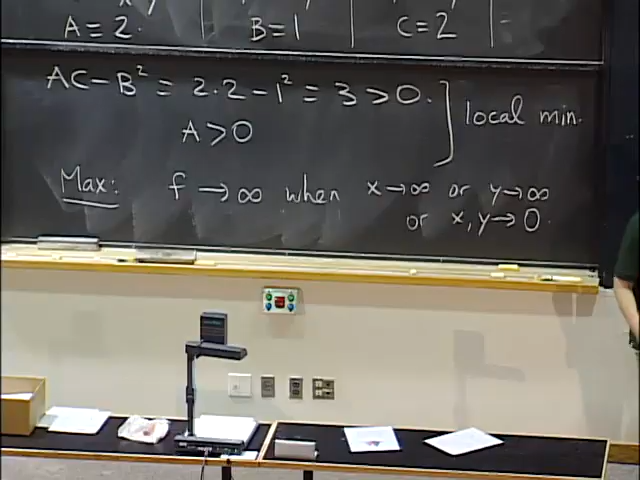 A = 2. B = 1 C = 2 =
AC − B² = 2·2 − 1² = 3 > 0. ] local min.
A > 0
Max: f → ∞ when x → ∞ or y → ∞
or x, y → 0.